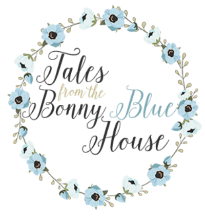 Tales
from the
Bonny Blue
House